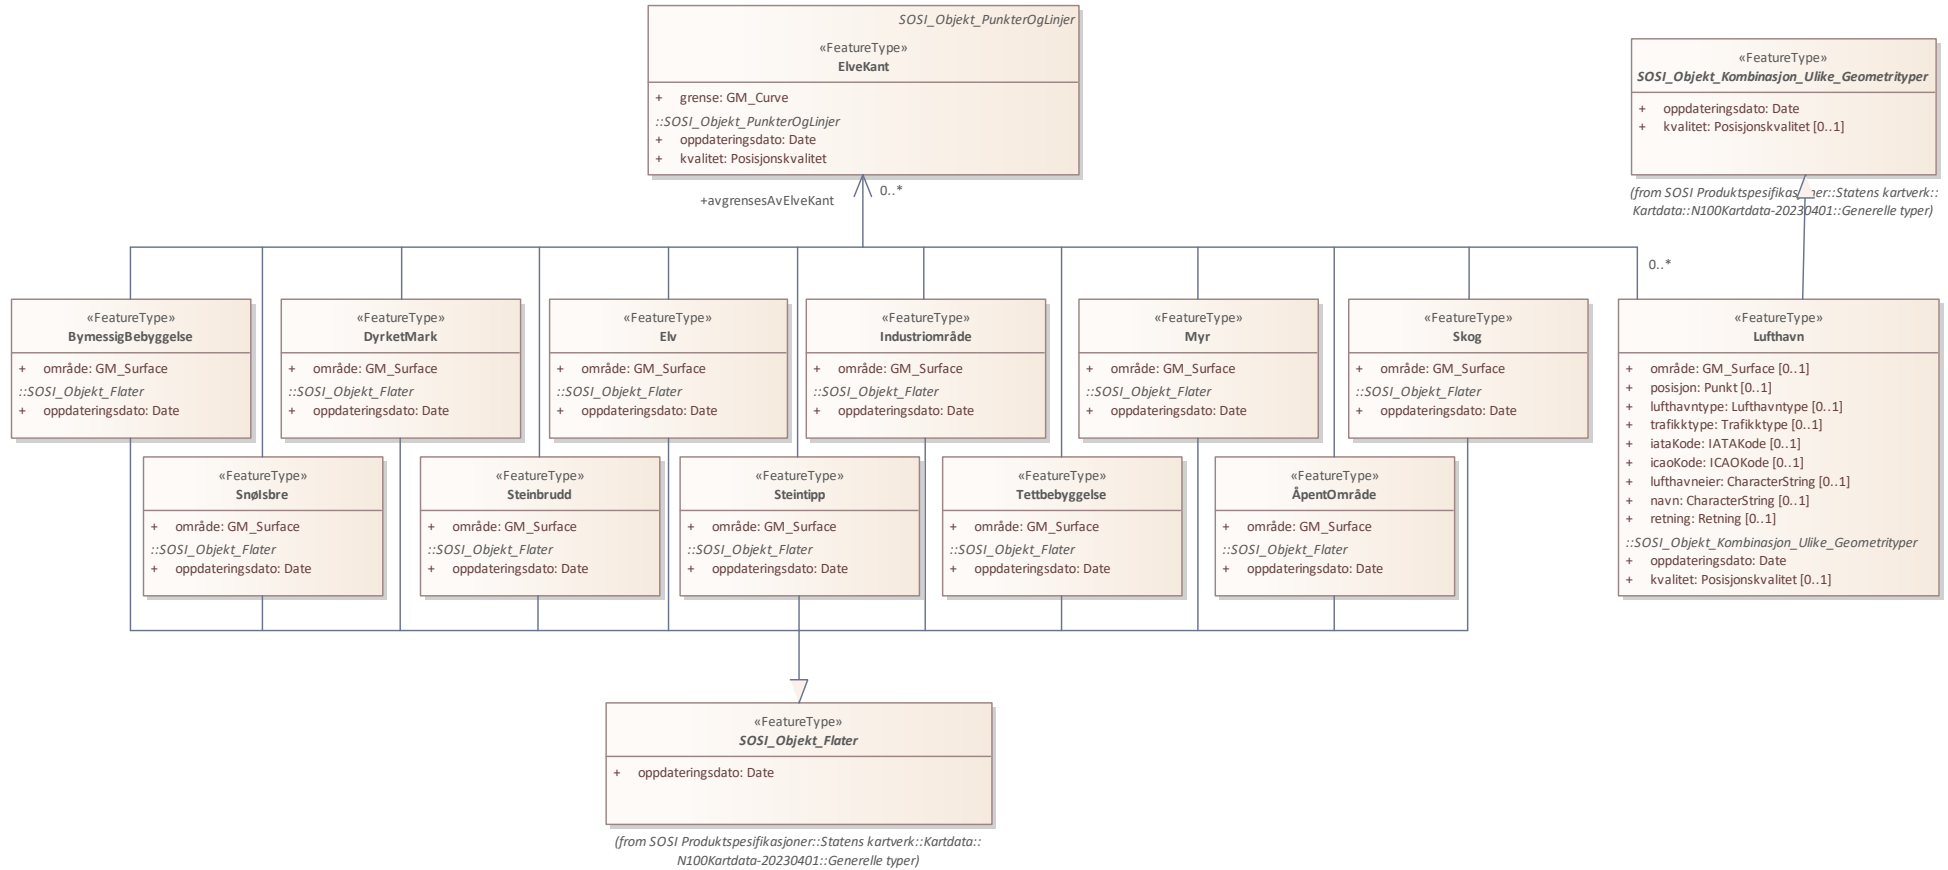 SOSI_Objekt_PunkterOgLinjer
«FeatureType»
ElveKant
+ grense: GM_Curve
::SOSI_Objekt_PunkterOgLinjer
+ oppdateringsdato: Date
+ kvalitet: Posisjonskvalitet
«FeatureType»
SOSI_Objekt_Kombinasjon_Ulike_Geometrityper
+ oppdateringsdato: Date
+ kvalitet: Posisjonskvalitet [0..1]
(from SOSI Produktspesifikasjoner::Statens kartverk::
Kartdata::N100Kartdata-20230401::Generelle typer)
+avgrensesAvElveKant
0..*
0..*
«FeatureType»
BymessigBebyggelse
+ område: GM_Surface
::SOSI_Objekt_Flater
+ oppdateringsdato: Date
«FeatureType»
DyrketMark
+ område: GM_Surface
::SOSI_Objekt_Flater
+ oppdateringsdato: Date
«FeatureType»
Elv
+ område: GM_Surface
::SOSI_Objekt_Flater
+ oppdateringsdato: Date
«FeatureType»
Industriområde
+ område: GM_Surface
::SOSI_Objekt_Flater
+ oppdateringsdato: Date
«FeatureType»
Myr
+ område: GM_Surface
::SOSI_Objekt_Flater
+ oppdateringsdato: Date
«FeatureType»
Skog
+ område: GM_Surface
::SOSI_Objekt_Flater
+ oppdateringsdato: Date
«FeatureType»
Lufthavn
+ område: GM_Surface [0..1]
+ posisjon: Punkt [0..1]
+ lufthavntype: Lufthavntype [0..1]
+ trafikktype: Trafikktype [0..1]
+ iataKode: IATAKode [0..1]
+ icaoKode: ICAOKode [0..1]
+ lufthavneier: CharacterString [0..1]
+ navn: CharacterString [0..1]
+ retning: Retning [0..1]
::SOSI_Objekt_Kombinasjon_Ulike_Geometrityper
+ oppdateringsdato: Date
+ kvalitet: Posisjonskvalitet [0..1]
«FeatureType»
SnøIsbre
+ område: GM_Surface
::SOSI_Objekt_Flater
+ oppdateringsdato: Date
«FeatureType»
Steinbrudd
+ område: GM_Surface
::SOSI_Objekt_Flater
+ oppdateringsdato: Date
«FeatureType»
Steintipp
+ område: GM_Surface
::SOSI_Objekt_Flater
+ oppdateringsdato: Date
«FeatureType»
Tettbebyggelse
+ område: GM_Surface
::SOSI_Objekt_Flater
+ oppdateringsdato: Date
«FeatureType»
ÅpentOmråde
+ område: GM_Surface
::SOSI_Objekt_Flater
+ oppdateringsdato: Date
«FeatureType»
SOSI_Objekt_Flater
+ oppdateringsdato: Date
(from SOSI Produktspesifikasjoner::Statens kartverk::Kartdata::
N100Kartdata-20230401::Generelle typer)